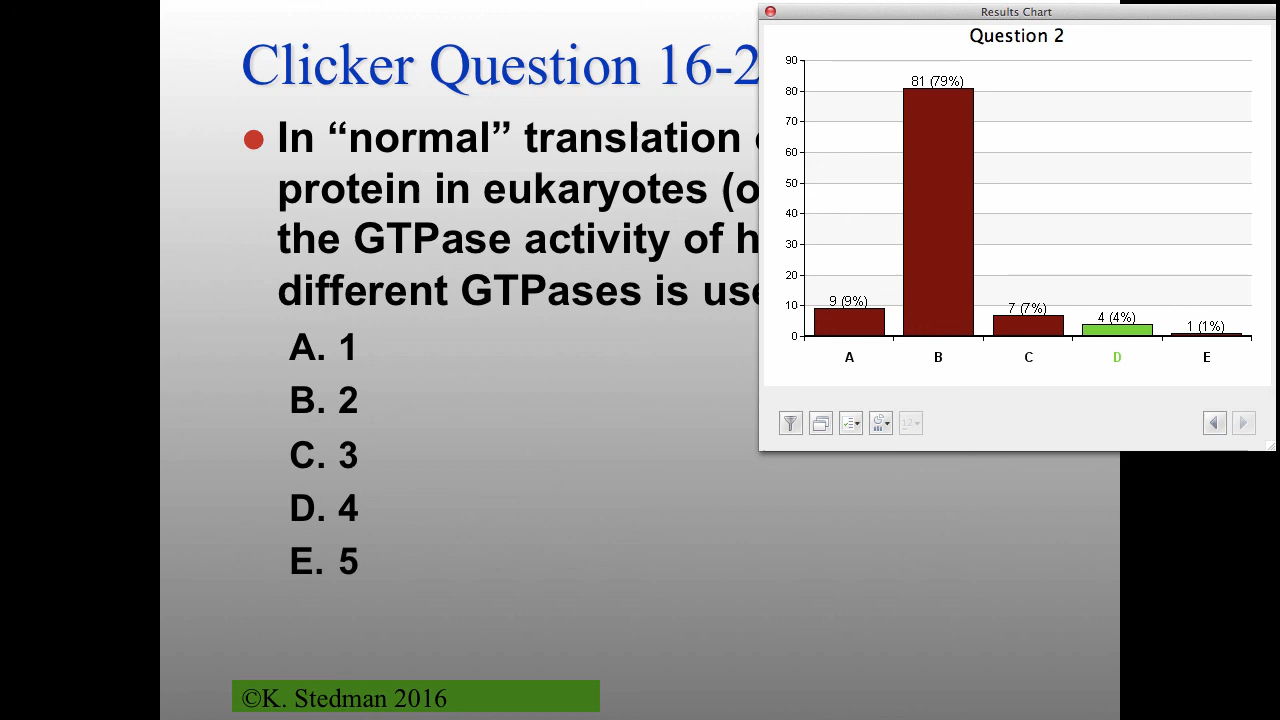 Clicker Question 16-2
In “normal” translation
protein in eukaryotes (o
the GTPase activity of h
different GTPases is use
A. 1
B. 2
C. 3
D. 4
E. 5
©K. Stedman 2016
Results Chart
Question 2
90
80
70
60
50
40
30
20
10
0
9 (9%)
81 (79%)
7 (7%)
4 (4%)
1 (1%)
A
B
C
D
E
12